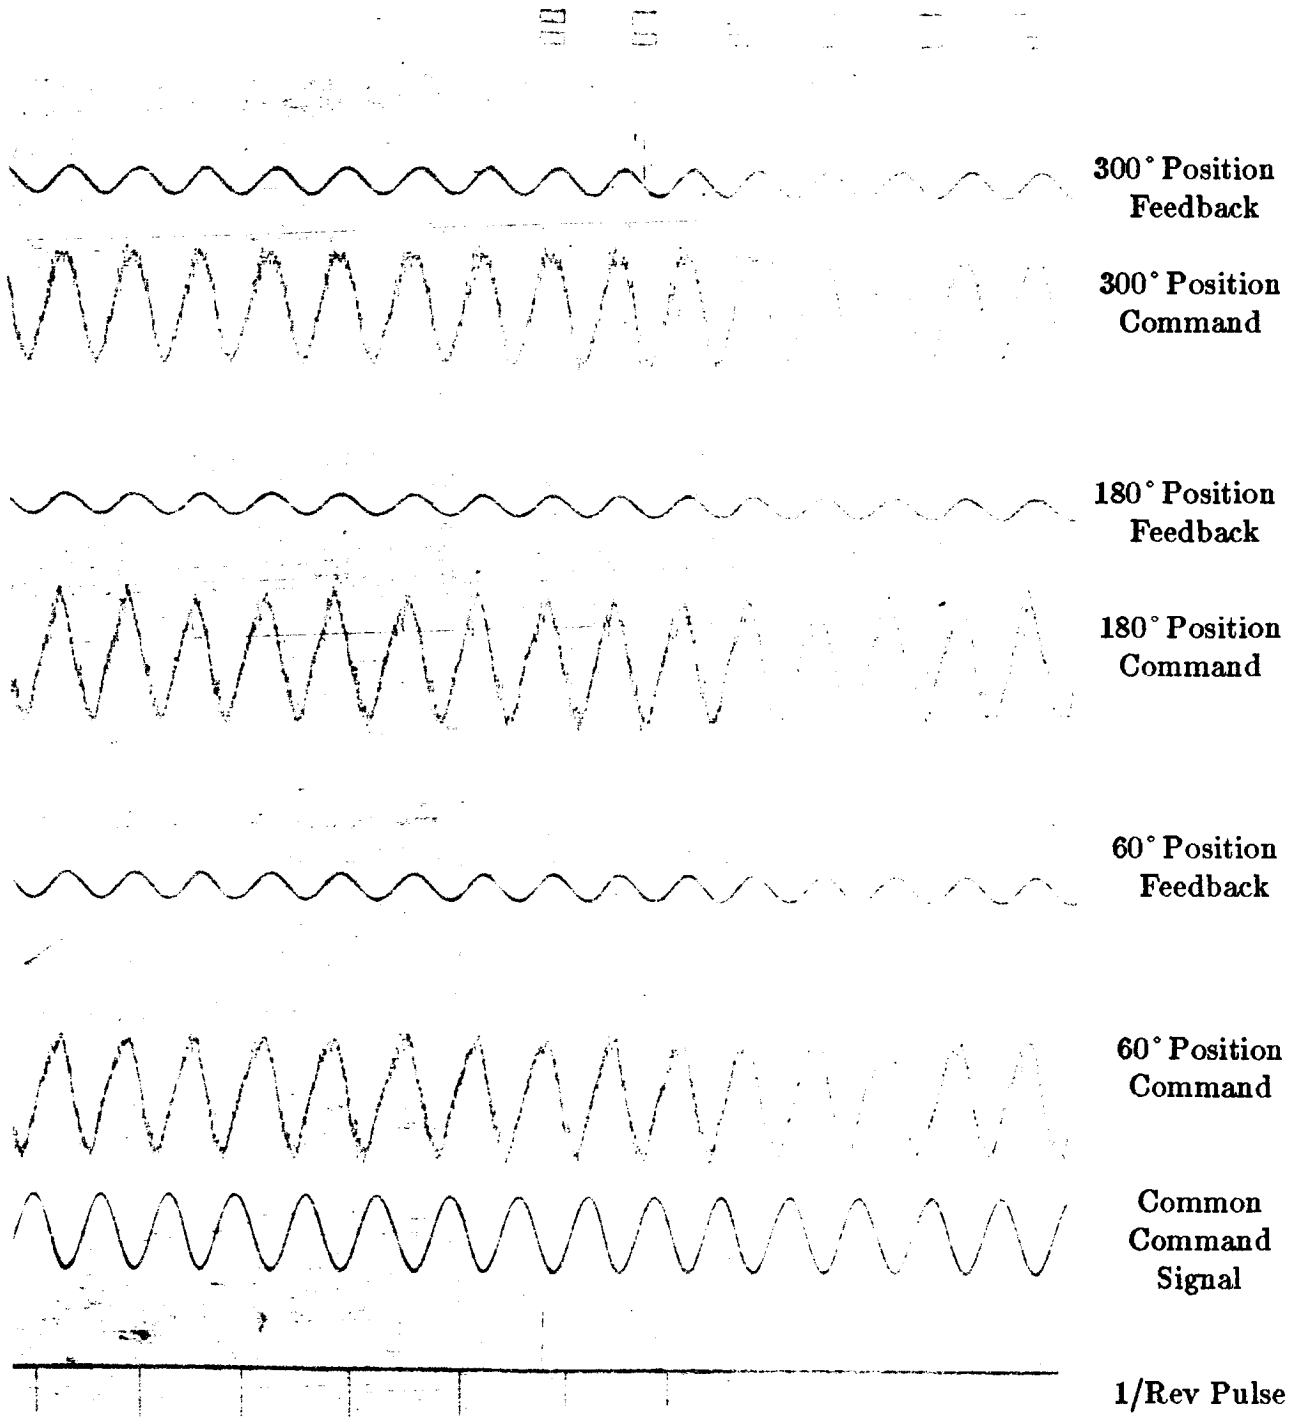 300° Position
Feedback
300° Position
Command
180° Position
Feedback
180° Position
Command
60° Position
Feedback
60° Position
Command
Common
Command
Signal
1/Rev Pulse